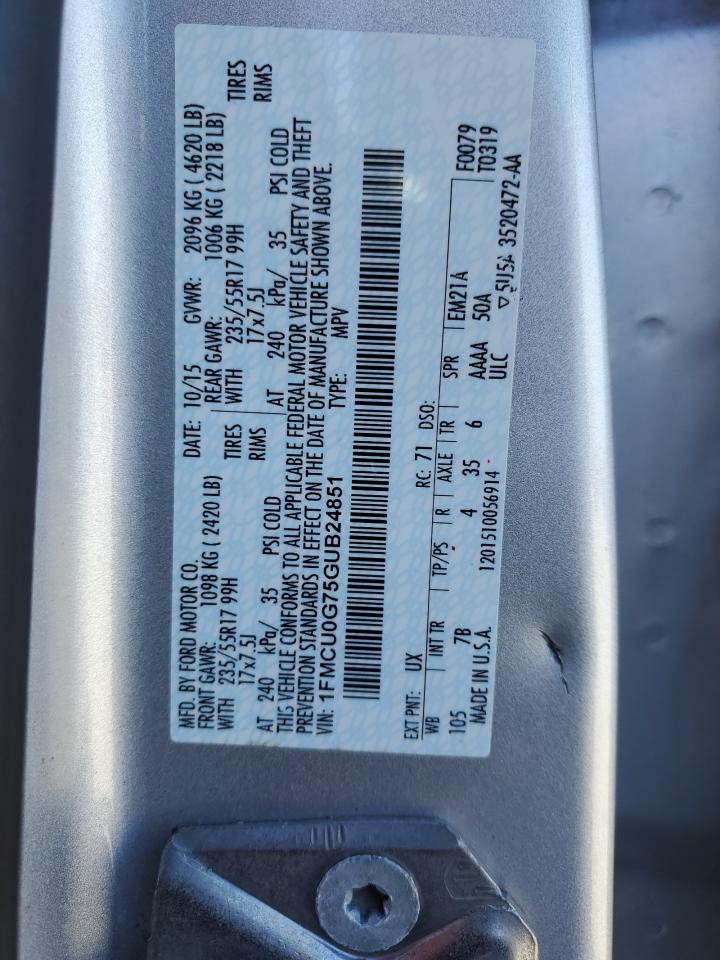 MFD. BY FORD MOTOR CO.
DATE: 10/15 GVWR: 2096 KG ( 4620 LB)
FRONT GAWR: 1098 KG ( 2420 LB)
REAR GAWR: 1006 KG ( 2218 LB)
WITH 235/55R17 99H TIRES
WITH 235/55R17 99H TIRES
17x7.5J RIMS
17x7.5J RIMS
AT 240 kPa/ 35 PSI COLD
AT 240 kPa/ 35 PSI COLD
THIS VEHICLE CONFORMS TO ALL APPLICABLE FEDERAL MOTOR VEHICLE SAFETY AND THEFT
PREVENTION STANDARDS IN EFFECT ON THE DATE OF MANUFACTURE SHOWN ABOVE.
VIN: 1FMCU0G75GUB24851 TYPE: MPV
EXT PNT: UX RC: 71 DSO: F0079
WB INT TR TP/PS R AXLE TR SPR EM21A T0319
105 7B 4 35 6 AAAA 50A
MADE IN U.S.A. 1201510056914 ULC ▽5U5A 3520472-AA